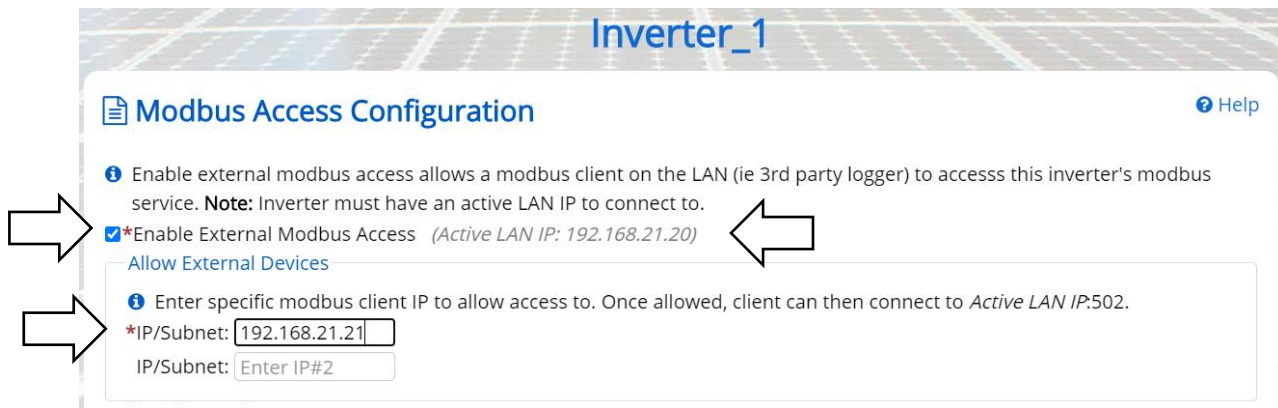 Inverter_1
Modbus Access Configuration
Help
Enable external modbus access allows a modbus client on the LAN (ie 3rd party logger) to accesss this inverter's modbus
service. Note: Inverter must have an active LAN IP to connect to.
*Enable External Modbus Access (Active LAN IP: 192.168.21.20)
Allow External Devices
Enter specific modbus client IP to allow access to. Once allowed, client can then connect to Active LAN IP:502.
*IP/Subnet: 192.168.21.21
IP/Subnet: Enter IP#2